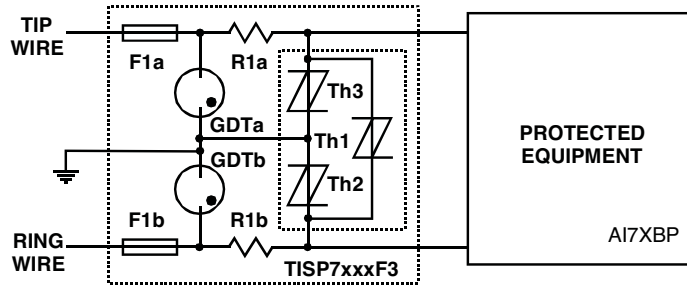 TIP
WIRE
F1a
R1a
Th3
GDTa
Th1
GDTb
Th2
F1b
R1b
RING
WIRE
TISP7xxxF3
PROTECTED
EQUIPMENT
AI7XBP